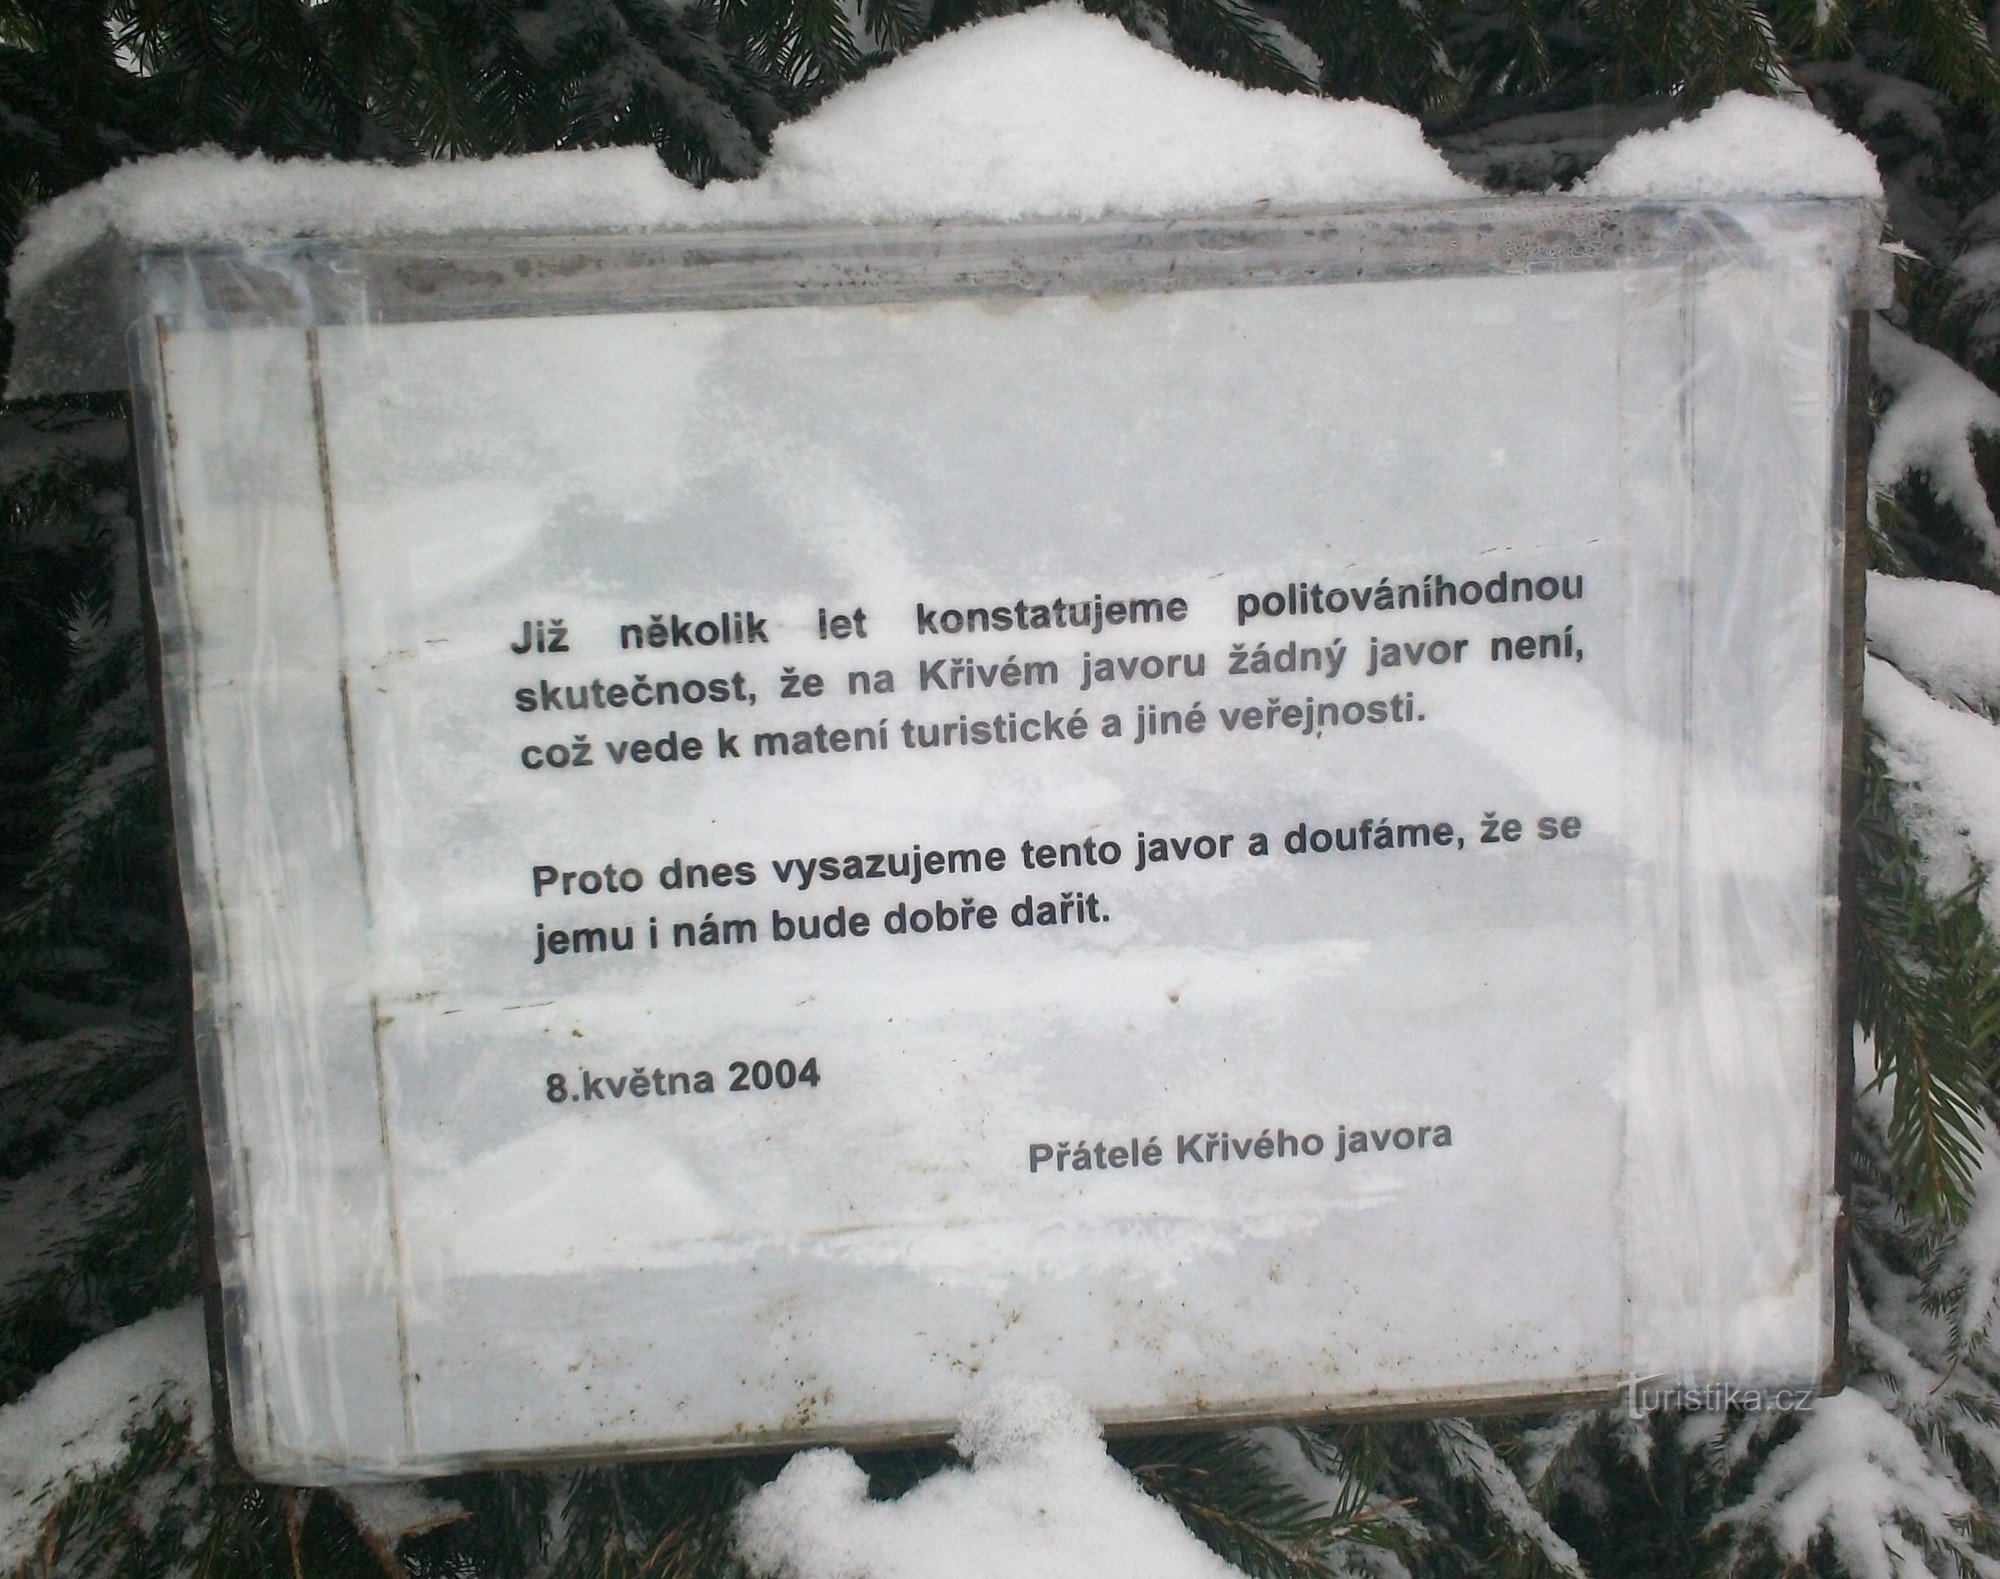 Již několik let konstatujeme politováníhodnou
skutečnost, že na Křivém javoru žádný javor není,
což vede k matení turistické a jiné veřejnosti.
Proto dnes vysazujeme tento javor a doufáme, že se
jemu i nám bude dobře dařit.
8.května 2004
Přátelé Křivého javora
Turistika.cz